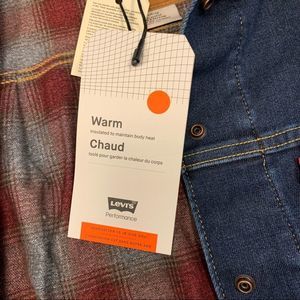 Warm
insulated to maintain body heat
Chaud
isolé pour garder la chaleur du corps
Levi's
Performance